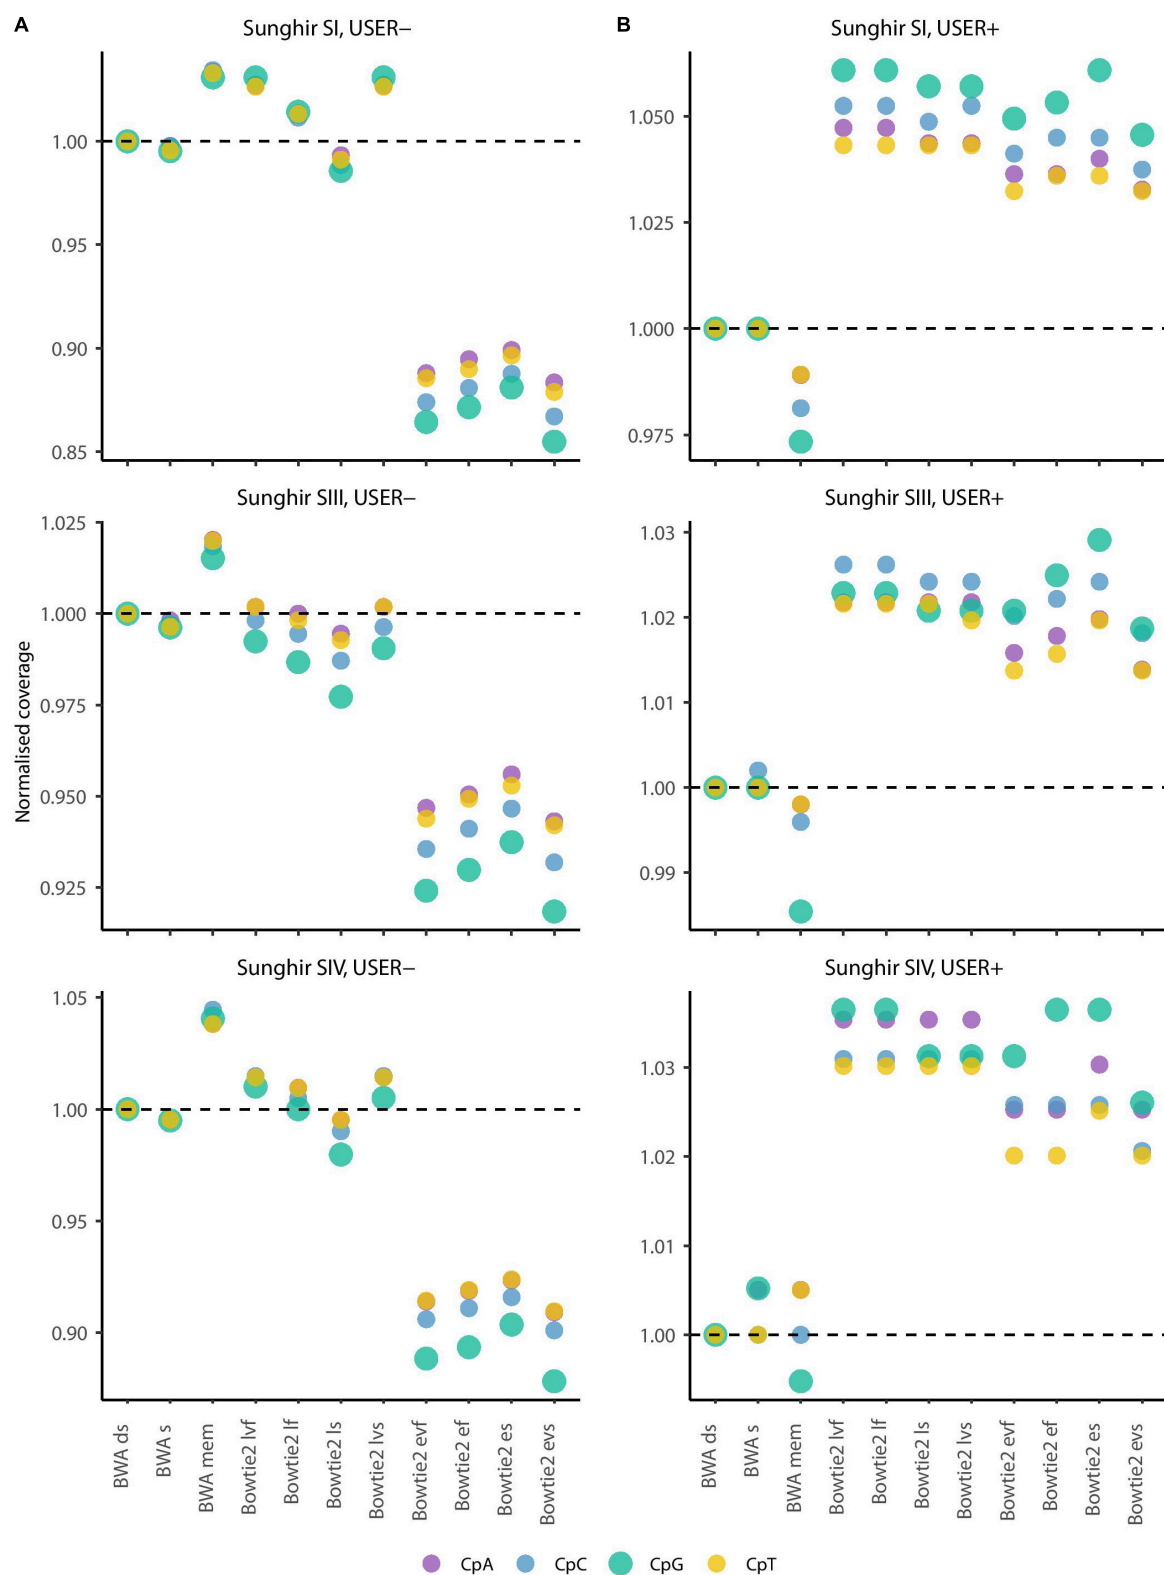 A
Sunghir SI, USER−
1.00
0.95
0.90
0.85
B
Sunghir SI, USER+
1.050
1.025
1.000
0.975
Normalised coverage
Sunghir SIII, USER−
1.025
1.000
0.975
0.950
0.925
Sunghir SIII, USER+
1.03
1.02
1.01
1.00
0.99
Sunghir SIV, USER−
1.05
1.00
0.95
0.90
Sunghir SIV, USER+
1.03
1.02
1.01
1.00
BWA ds
BWA s
BWA mem
Bowtie2 lvf
Bowtie2 lf
Bowtie2 ls
Bowtie2 lvs
Bowtie2 evf
Bowtie2 ef
Bowtie2 es
Bowtie2 evs
BWA ds
BWA s
BWA mem
Bowtie2 lvf
Bowtie2 lf
Bowtie2 ls
Bowtie2 lvs
Bowtie2 evf
Bowtie2 ef
Bowtie2 es
Bowtie2 evs
CpA CpC CpG CpT